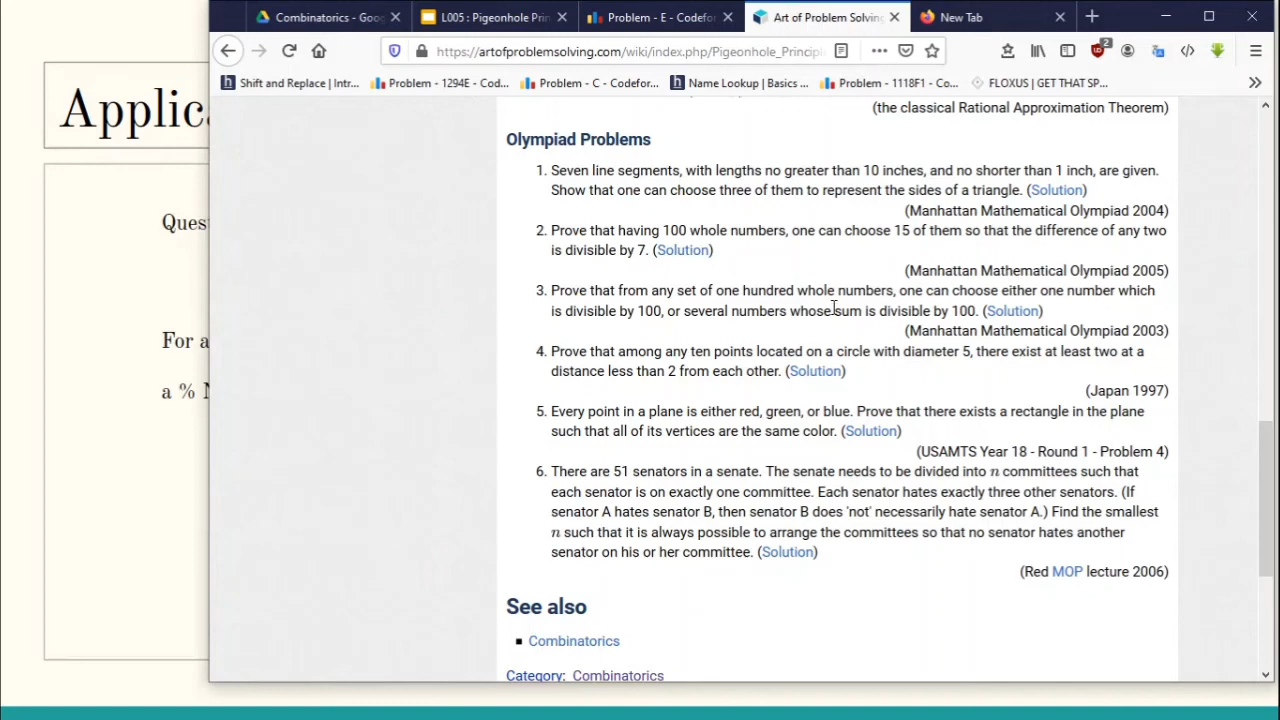 Combinatorics - Goo
L005 : Pigeonhole Prin
Problem - E - Codefor
Art of Problem Solving
New Tab
https://artofproblemsolving.com/wiki/index.php/Pigeonhole_Principl
2
Shift and Replace | Intr...
Problem - 1294E - Cod...
Problem - C - Codefor...
Name Lookup | Basics ...
Problem - 1118F1 - Co...
FLOXUS | GET THAT SP...
(the classical Rational Approximation Theorem)
Applica
Olympiad Problems
1. Seven line segments, with lengths no greater than 10 inches, and no shorter than 1 inch, are given.
Show that one can choose three of them to represent the sides of a triangle. (Solution)
(Manhattan Mathematical Olympiad 2004)
Ques
2. Prove that having 100 whole numbers, one can choose 15 of them so that the difference of any two
is divisible by 7. (Solution)
(Manhattan Mathematical Olympiad 2005)
3. Prove that from any set of one hundred whole numbers, one can choose either one number which
is divisible by 100, or several numbers whose sum is divisible by 100. (Solution)
(Manhattan Mathematical Olympiad 2003)
For a
4. Prove that among any ten points located on a circle with diameter 5, there exist at least two at a
distance less than 2 from each other. (Solution)
(Japan 1997)
a % N
5. Every point in a plane is either red, green, or blue. Prove that there exists a rectangle in the plane
such that all of its vertices are the same color. (Solution)
(USAMTS Year 18 - Round 1 - Problem 4)
6. There are 51 senators in a senate. The senate needs to be divided into n committees such that
each senator is on exactly one committee. Each senator hates exactly three other senators. (If
senator A hates senator B, then senator B does 'not' necessarily hate senator A.) Find the smallest
n such that it is always possible to arrange the committees so that no senator hates another
senator on his or her committee. (Solution)
(Red MOP lecture 2006)
See also
Combinatorics
Category: Combinatorics